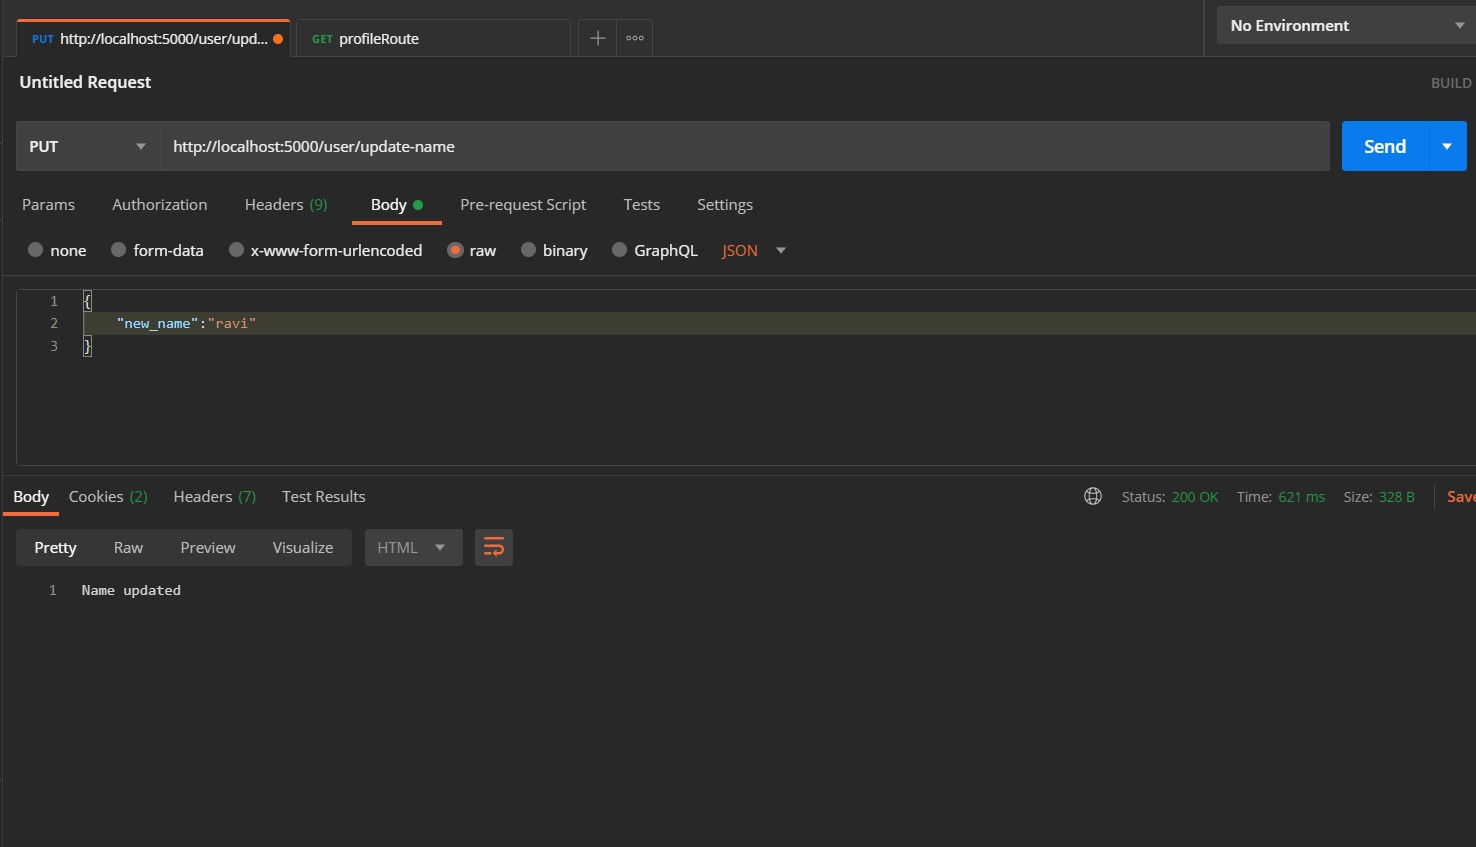 PUT http://localhost:5000/user/upd... GET profileRoute No Environment
Untitled Request BUILD
PUT http://localhost:5000/user/update-name Send
Params Authorization Headers (9) Body Pre-request Script Tests Settings
none form-data x-www-form-urlencoded raw binary GraphQL JSON
1 {
2 "new_name":"ravi"
3 }
Body Cookies (2) Headers (7) Test Results Status: 200 OK Time: 621 ms Size: 328 B Save
Pretty Raw Preview Visualize HTML
1 Name updated